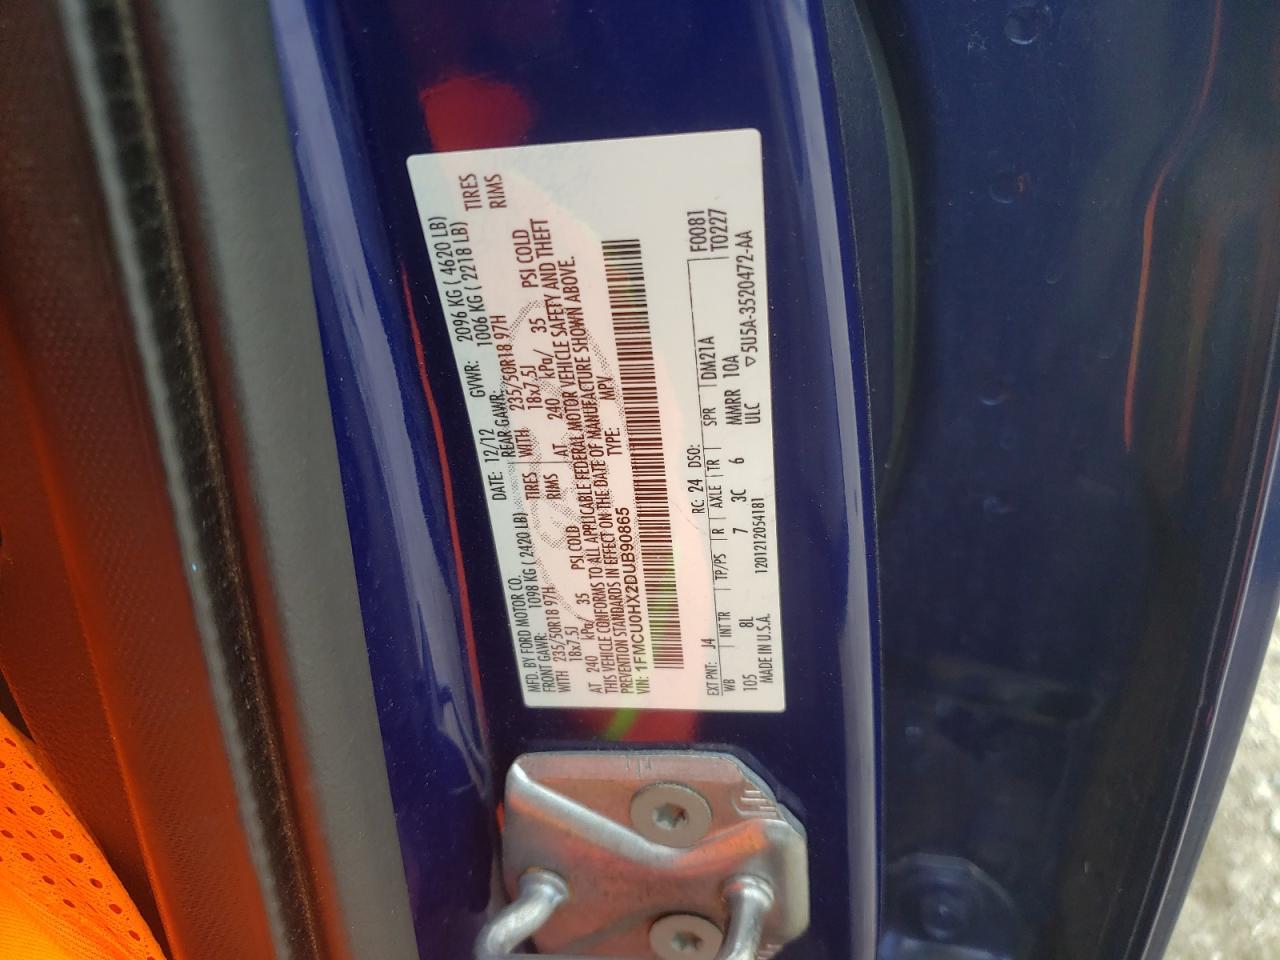 MFD. BY FORD MOTOR CO.
DATE: 12/12 GVWR: 2096 KG ( 4620 LB)
FRONT GAWR: 1098 KG ( 2420 LB) REAR GAWR: 1006 KG ( 2218 LB)
WITH 235/50R18 97H TIRES WITH 235/50R18 97H TIRES
18x7.5J RIMS 18x7.5J RIMS
AT 240 kPa/ 35 PSI COLD AT 240 kPa/ 35 PSI COLD
THIS VEHICLE CONFORMS TO ALL APPLICABLE FEDERAL MOTOR VEHICLE SAFETY AND THEFT
PREVENTION STANDARDS IN EFFECT ON THE DATE OF MANUFACTURE SHOWN ABOVE.
VIN: 1FMCU0HX2DUB90865 TYPE: MPV
F0081
EXT PNT: J4 RC: 24 DSO: T0227
WB INT TR TP/PS R AXLE TR SPR DM21A
105 8L 7 3C 6 MMRR 10A
MADE IN U.S.A. 1201212054181 ULC ▽5U5A-3520472-AA